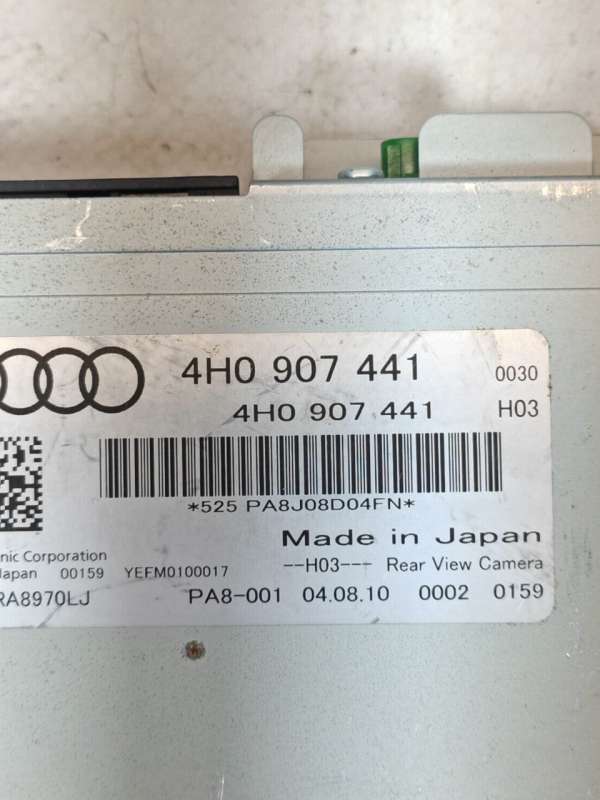 4H0 907 441 0030
4H0 907 441 H03
*525 PA8J08D04FN*
Made in Japan
nic Corporation
Japan 00159 YEFM0100017 --H03--- Rear View Camera
RA8970LJ PA8-001 04.08.10 0002 0159